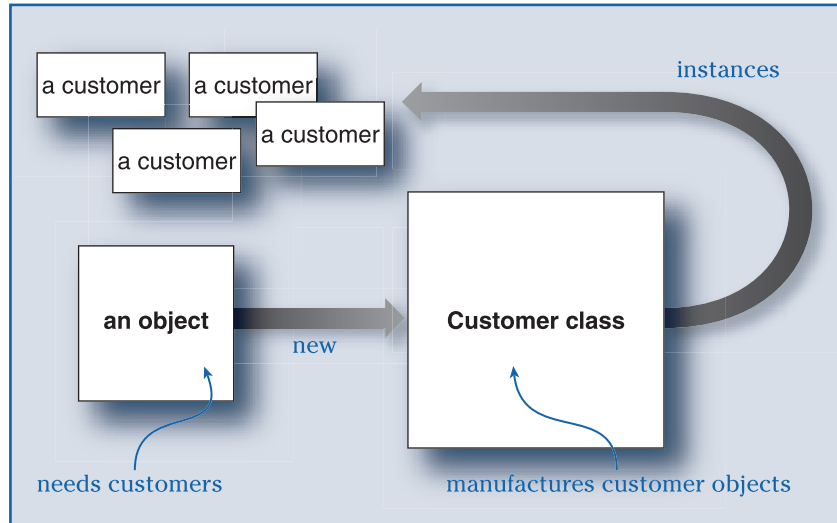 instances
a customer
a customer
a customer
a customer
an object
new
Customer class
needs customers
manufactures customer objects